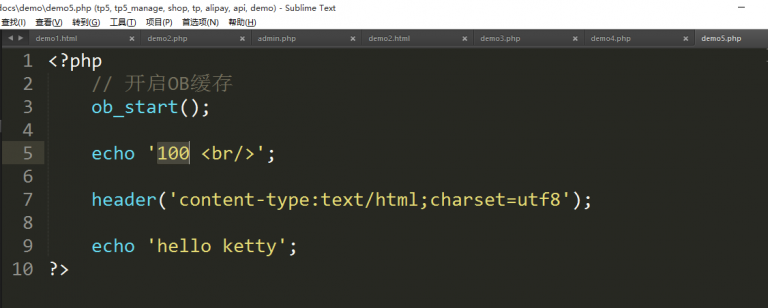 docs\demo\demo5.php (tp5, tp5_manage, shop, tp, alipay, api, demo) - Sublime Text
查找(I) 查看(V) 转到(G) 工具(T) 项目(P) 首选项(N) 帮助(H)
demo1.html demo2.php admin.php demo2.html demo3.php demo4.php demo5.php
1 <?php
2 // 开启OB缓存
3 ob_start();
4
5 echo '100 <br/>';
6
7 header('content-type:text/html;charset=utf8');
8
9 echo 'hello ketty';
10 ?>